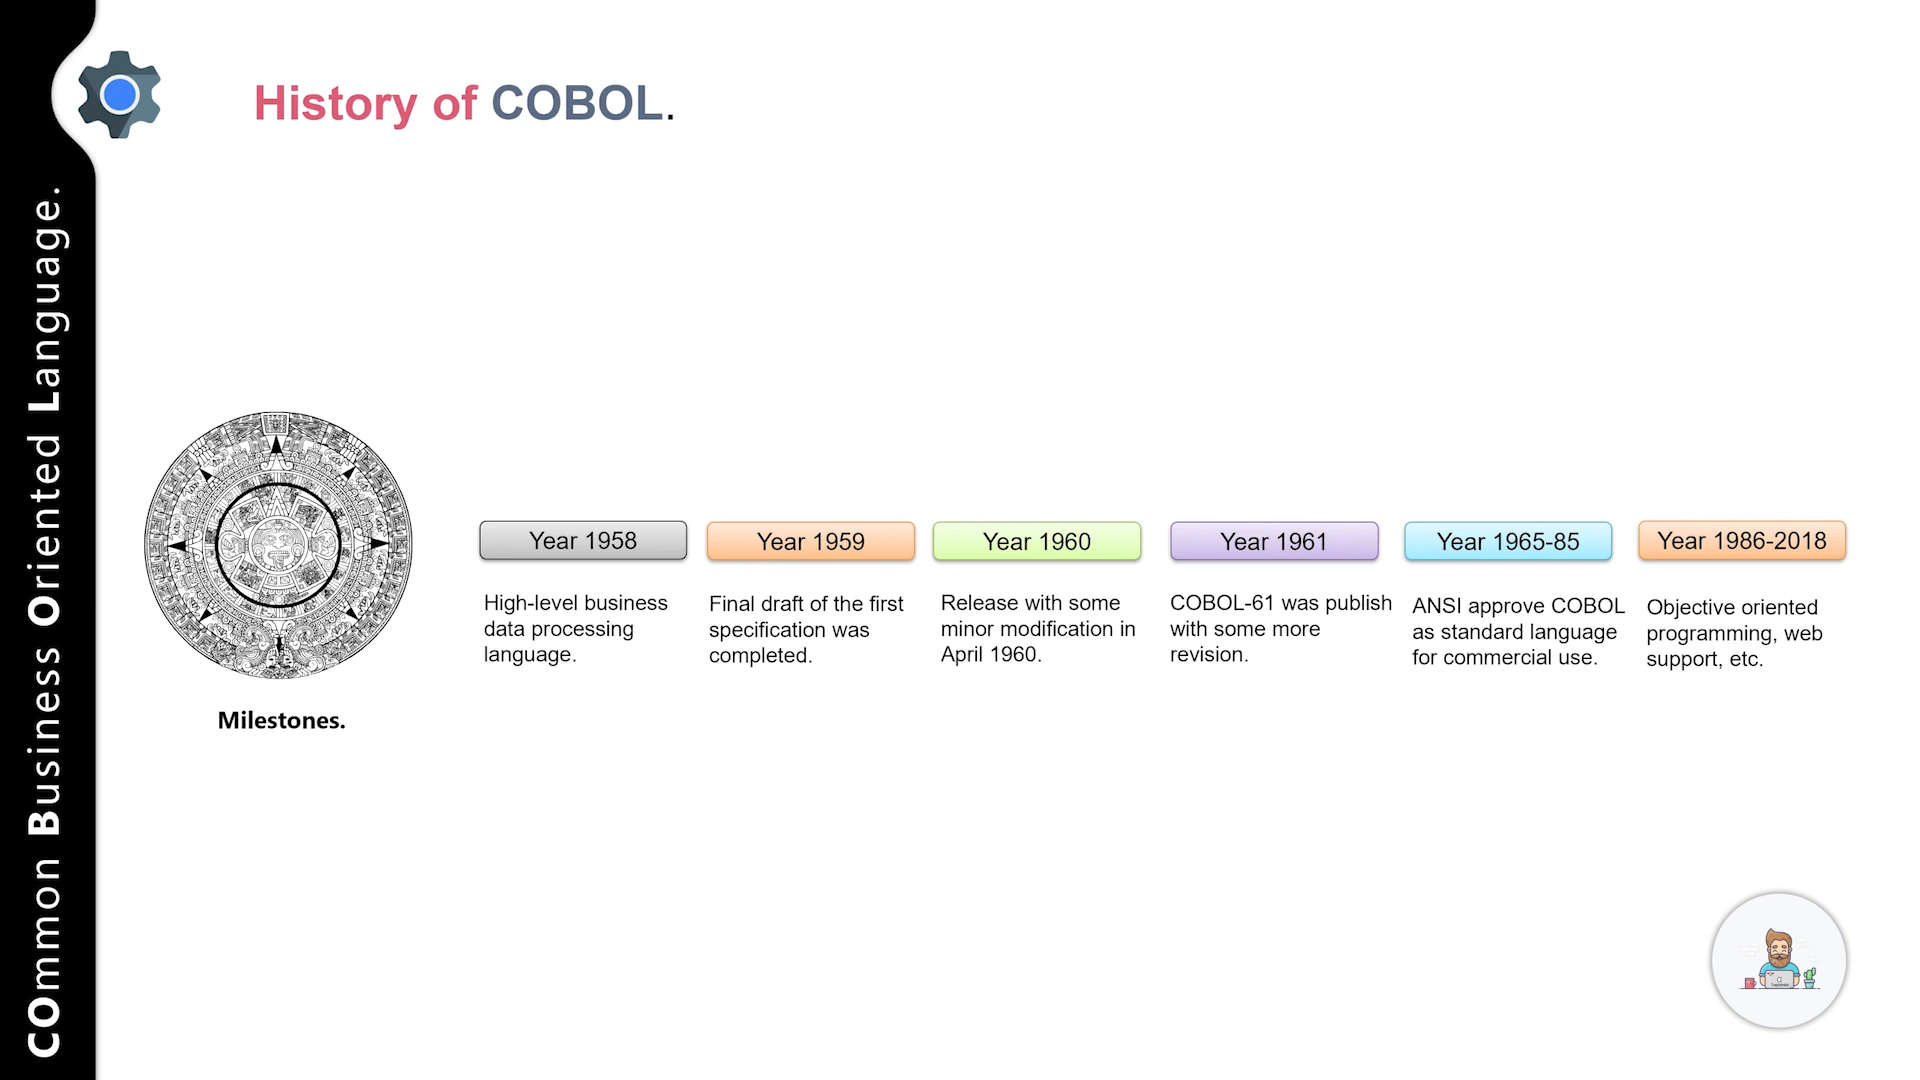 COmmon Business Oriented Language.
History of COBOL.
Milestones.
Year 1958
High-level business
data processing
language.
Year 1959
Final draft of the first
specification was
completed.
Year 1960
Release with some
minor modification in
April 1960.
Year 1961
COBOL-61 was publish
with some more
revision.
Year 1965-85
ANSI approve COBOL
as standard language
for commercial use.
Year 1986-2018
Objective oriented
programming, web
support, etc.